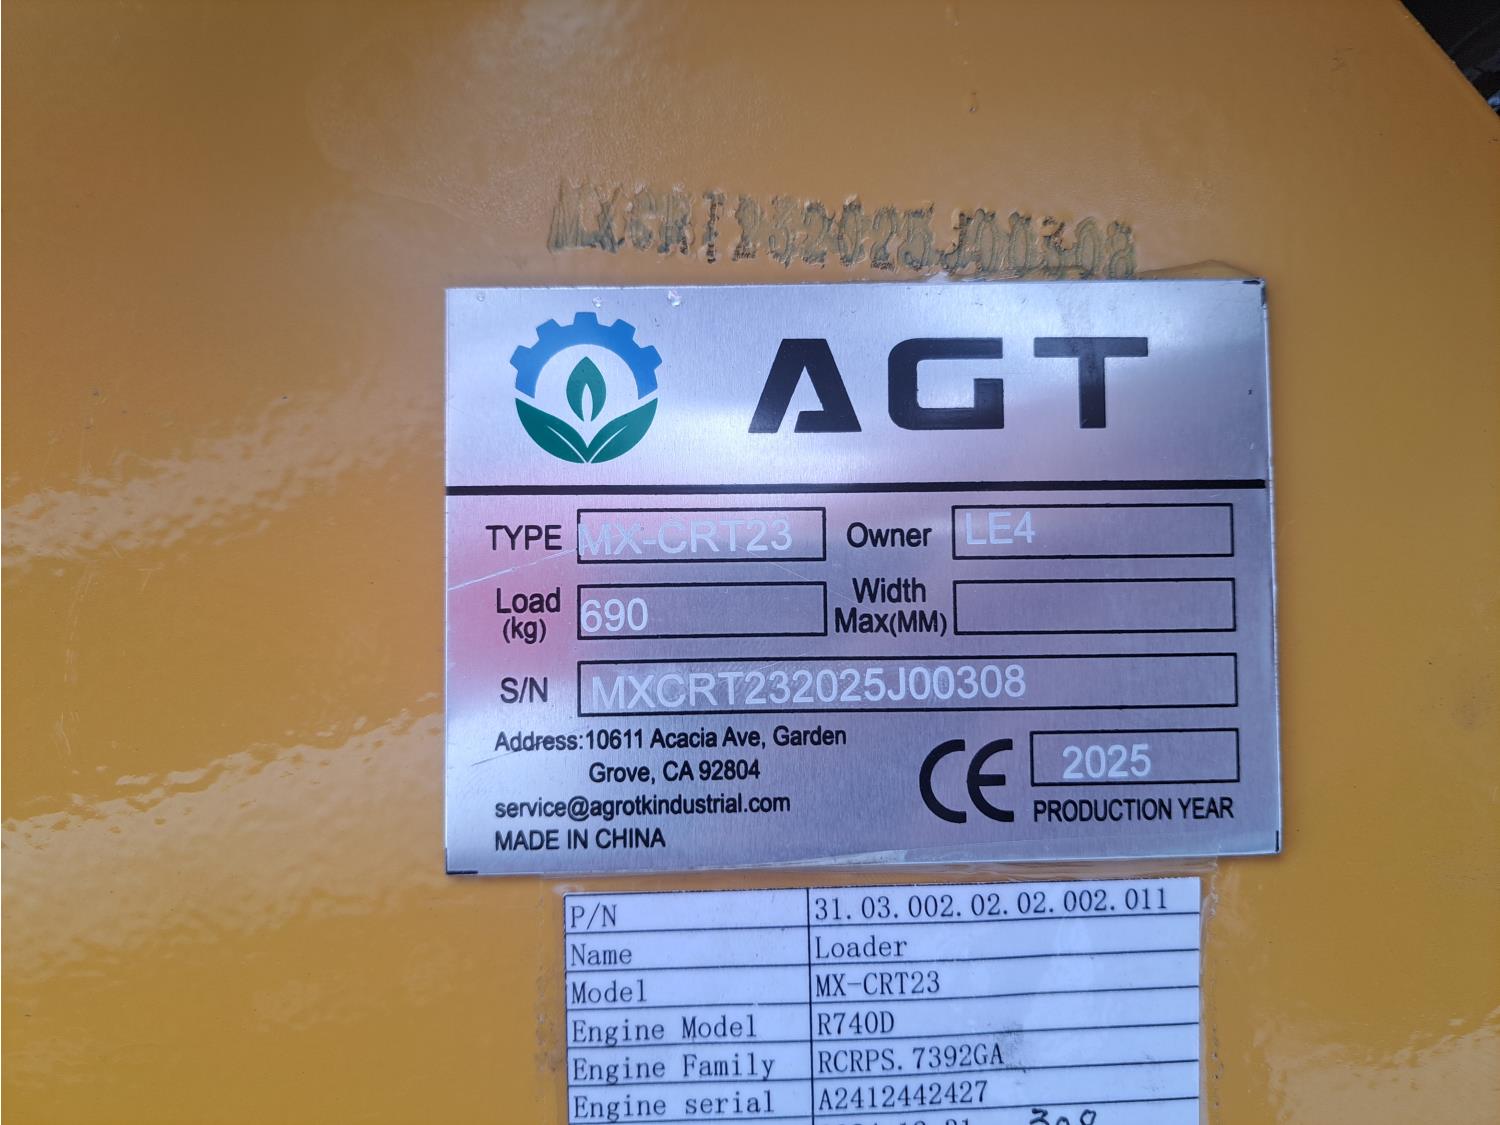 MXCRT232025J00308
AGT
TYPE MX-CRT23 Owner LE4
Load (kg) 690 Width Max(MM)
S/N MXCRT232025J00308
Address:10611 Acacia Ave, Garden
Grove, CA 92804
service@agrotkindustrial.com
MADE IN CHINA
CE 2025
PRODUCTION YEAR
P/N 31.03.002.02.02.002.011
Name Loader
Model MX-CRT23
Engine Model R740D
Engine Family RCRPS.7392GA
Engine serial A2412442427
308